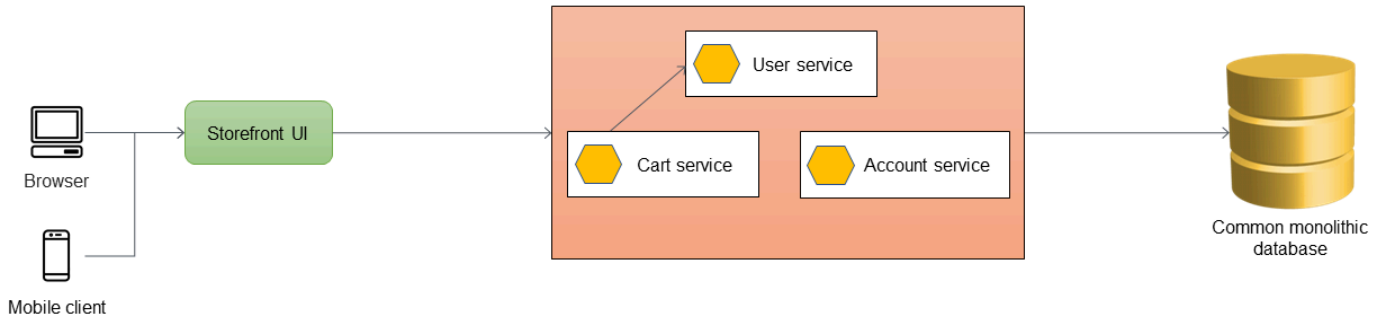 User service
Storefront UI
Cart service
Account service
Browser
Common monolithic
database
Mobile client